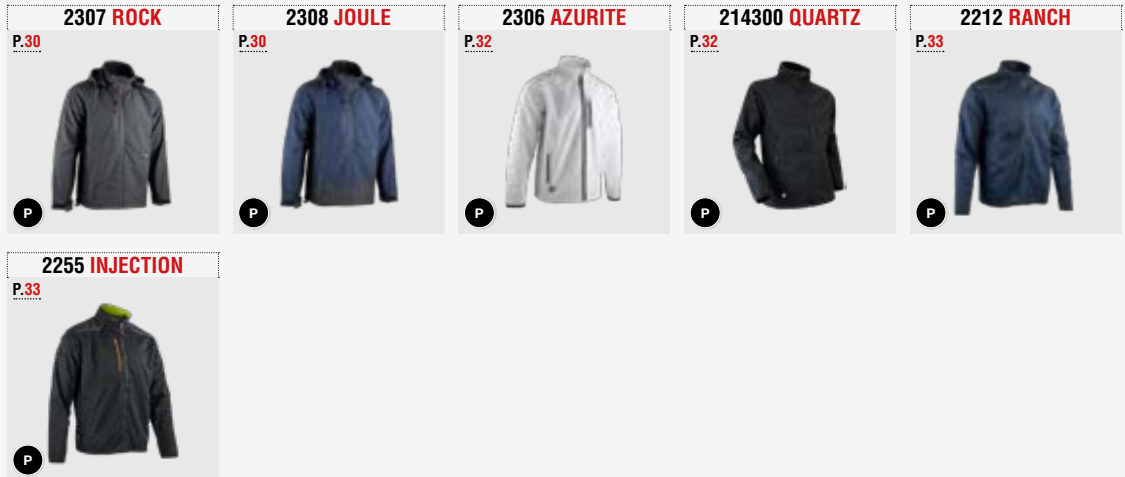 2307 ROCK
P.30
P
2308 JOULE
P.30
P
2306 AZURITE
P.32
P
214300 QUARTZ
P.32
P
2212 RANCH
P.33
P
2255 INJECTION
P.33
P